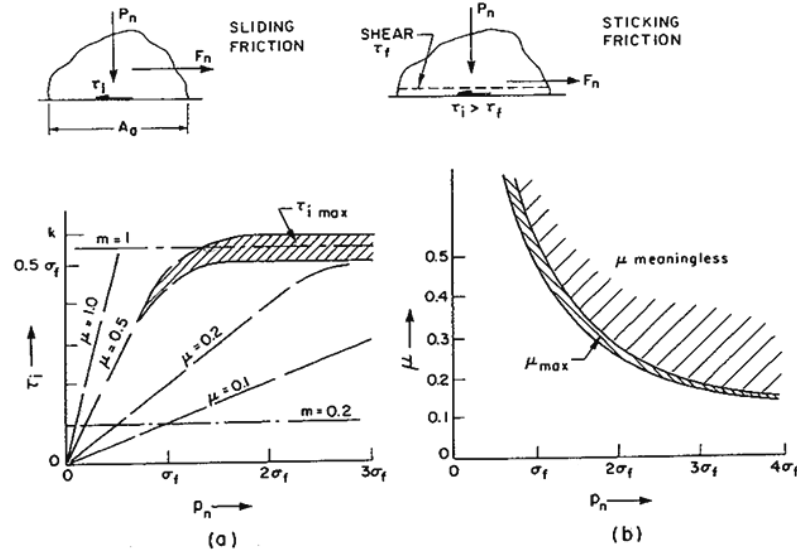 Pn
SLIDING
FRICTION
Fn
τi
Aa
Pn
SHEAR
τf
STICKING
FRICTION
Fn
τi > τf
k
m = 1
τi max
0.5 σf
μ = 1.0
μ = 0.5
μ = 0.2
μ = 0.1
m = 0.2
τi
0
0 σf 2σf 3σf
pn
(a)
0.5
0.4
0.3
0.2
0.1
μ
μ meaningless
μmax
0 σf 2σf 3σf 4σf
pn
(b)